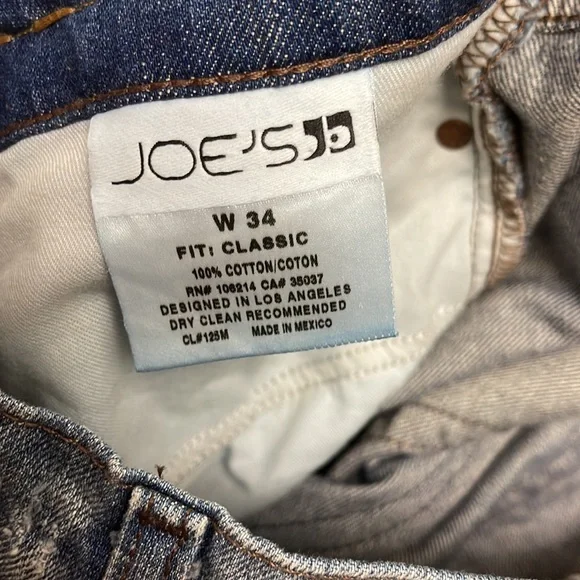 JOE'S Jb
W 34
FIT: CLASSIC
100% COTTON/COTON
RN# 106214 CA# 35037
DESIGNED IN LOS ANGELES
DRY CLEAN RECOMMENDED
CL#125M MADE IN MEXICO